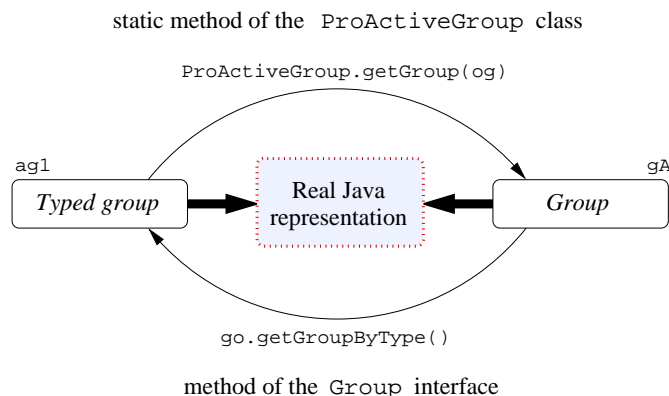 static method of the ProActiveGroup class
ProActiveGroup.getGroup(og)
ag1
gA
Typed group
Real Java
representation
Group
go.getGroupByType()
method of the Group interface